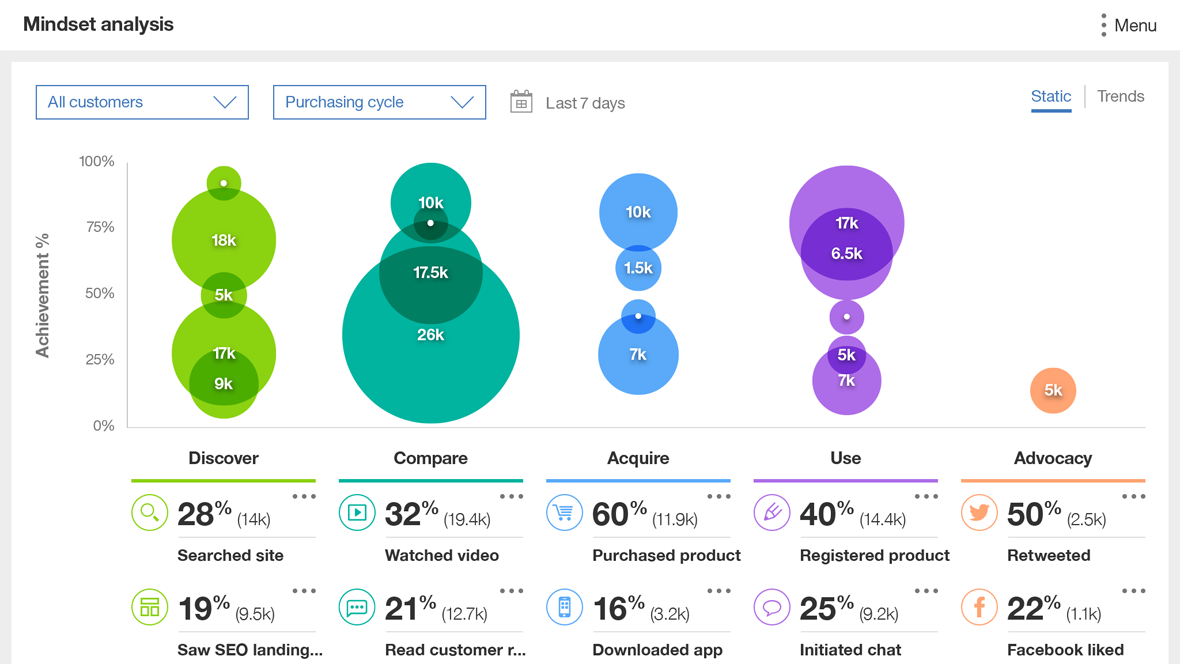 Mindset analysis
Menu
All customers
Purchasing cycle
Last 7 days
Static
Trends
Achievement %
100%
75%
50%
25%
0%
18k
5k
17k
9k
10k
17.5k
26k
10k
1.5k
7k
17k
6.5k
5k
7k
5k
Discover
Compare
Acquire
Use
Advocacy
28% (14k)
Searched site
32% (19.4k)
Watched video
60% (11.9k)
Purchased product
40% (14.4k)
Registered product
50% (2.5k)
Retweeted
19% (9.5k)
Saw SEO landing...
21% (12.7k)
Read customer r...
16% (3.2k)
Downloaded app
25% (9.2k)
Initiated chat
22% (1.1k)
Facebook liked